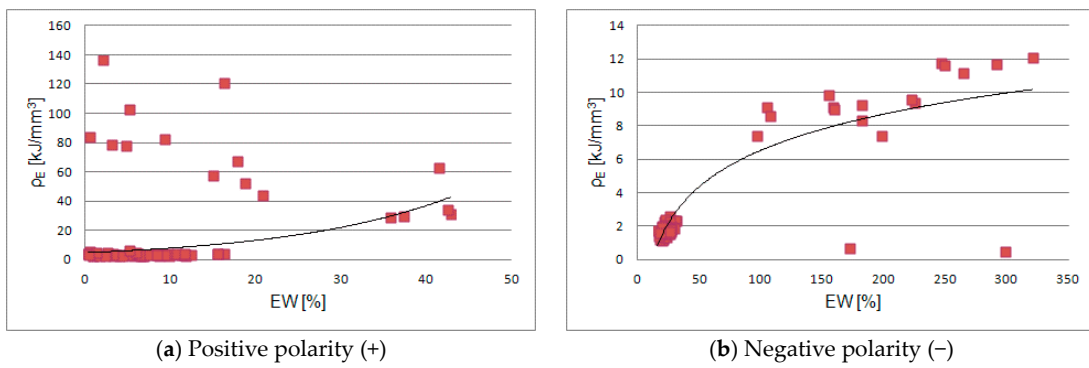 160
140
120
100
80
60
40
20
0
ρE [kJ/mm³]
0 10 20 30 40 50
EW [%]
(a) Positive polarity (+)
14
12
10
8
6
4
2
0
ρE [kJ/mm³]
0 50 100 150 200 250 300 350
EW [%]
(b) Negative polarity (−)